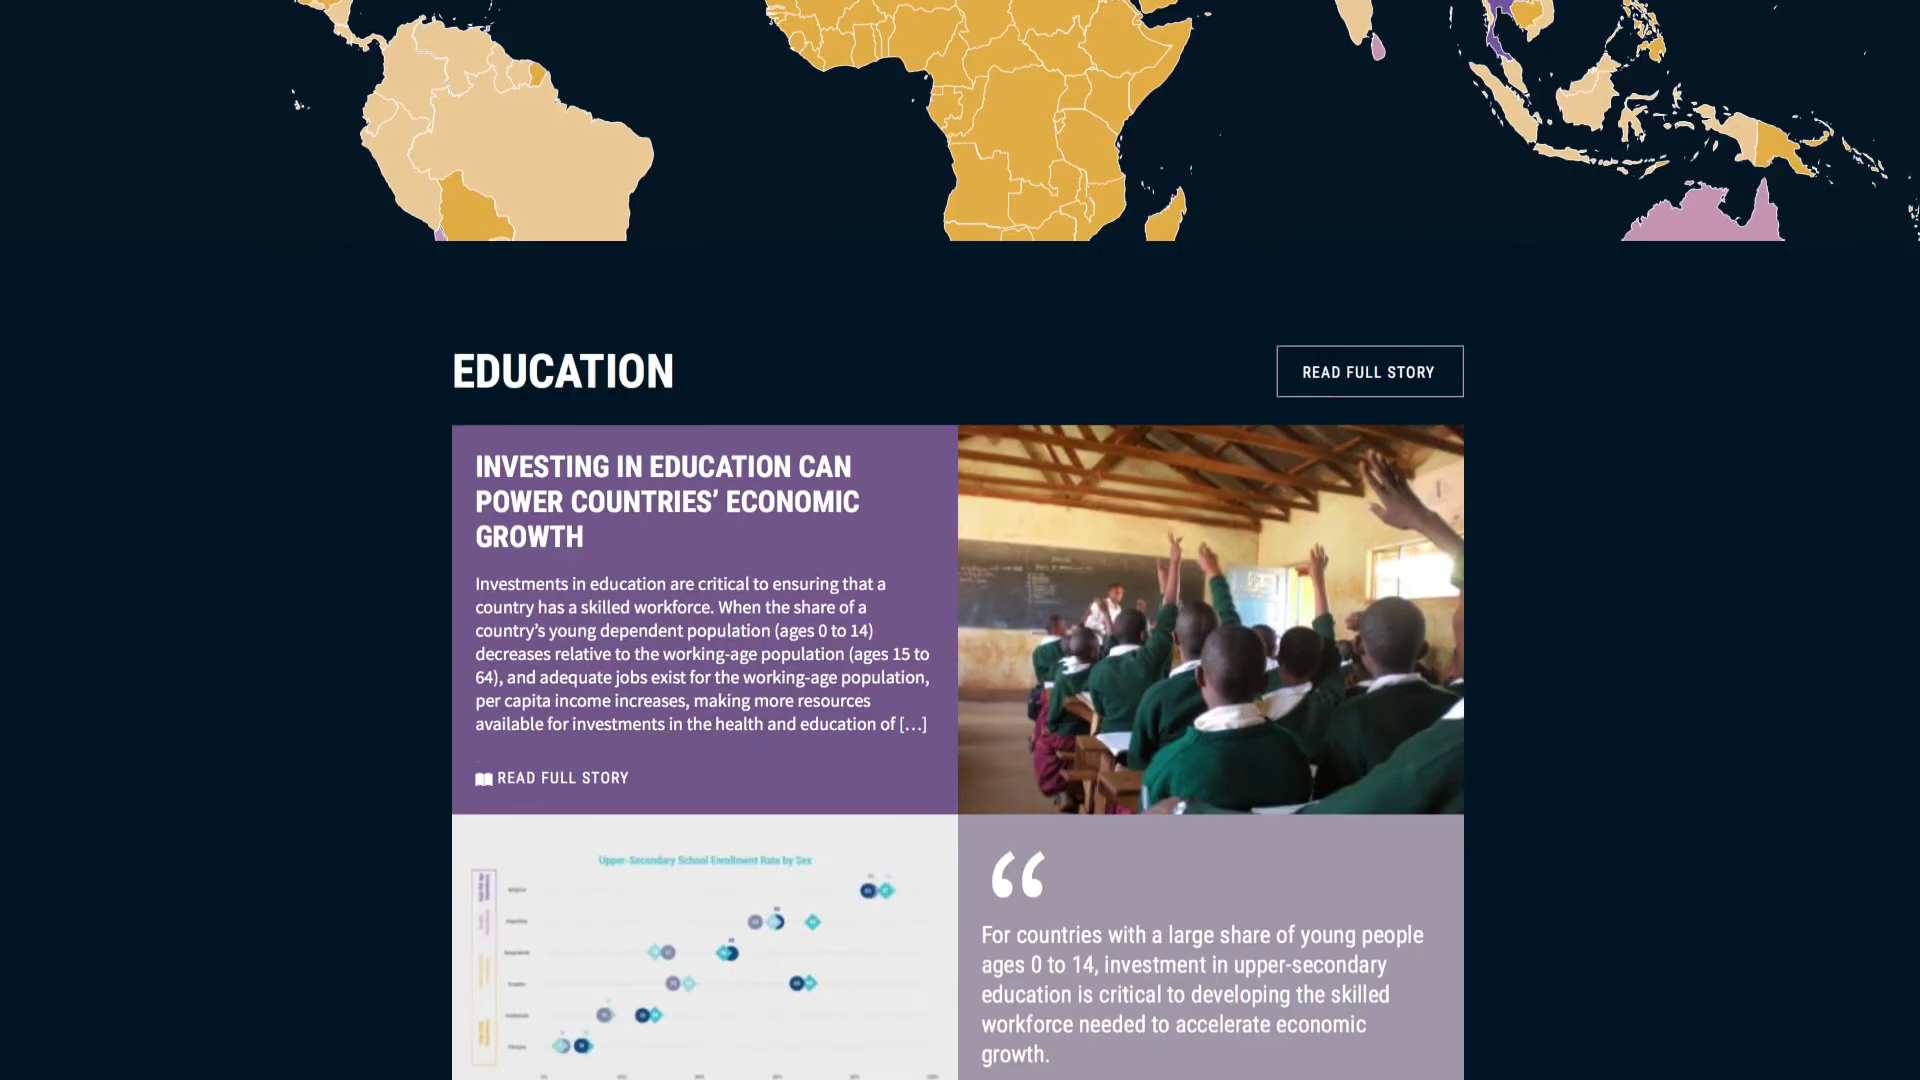 EDUCATION
READ FULL STORY
INVESTING IN EDUCATION CAN
POWER COUNTRIES’ ECONOMIC
GROWTH
Investments in education are critical to ensuring that a
country has a skilled workforce. When the share of a
country’s young dependent population (ages 0 to 14)
decreases relative to the working-age population (ages 15 to
64), and adequate jobs exist for the working-age population,
per capita income increases, making more resources
available for investments in the health and education of […]
READ FULL STORY
Upper-Secondary School Enrollment Rate by Sex
“
For countries with a large share of young people
ages 0 to 14, investment in upper-secondary
education is critical to developing the skilled
workforce needed to accelerate economic
growth.